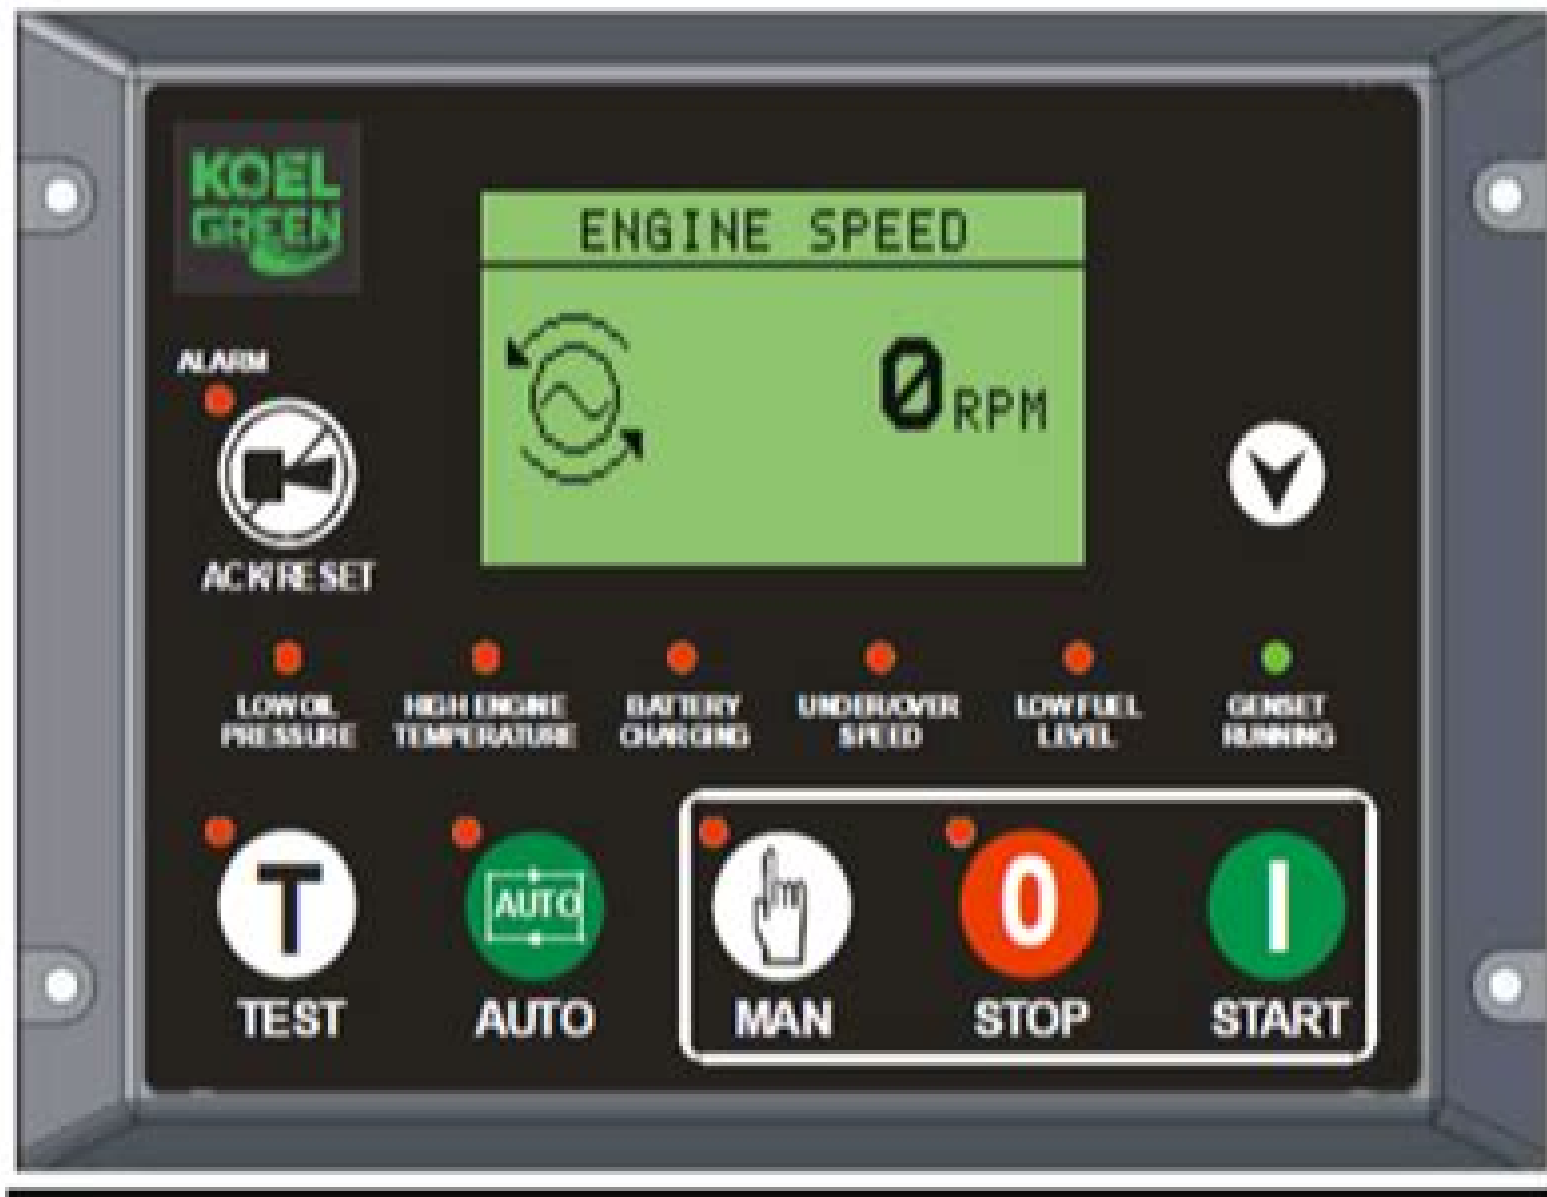 KOEL
GREEN
ENGINE SPEED
0 RPM
ALARM
ACK/RESET
LOW OIL
PRESSURE
HIGH ENGINE
TEMPERATURE
BATTERY
CHARGING
UNDER/OVER
SPEED
LOW FUEL
LEVEL
GENSET
RUNNING
T
TEST
AUTO
AUTO
MAN
0
STOP
I
START